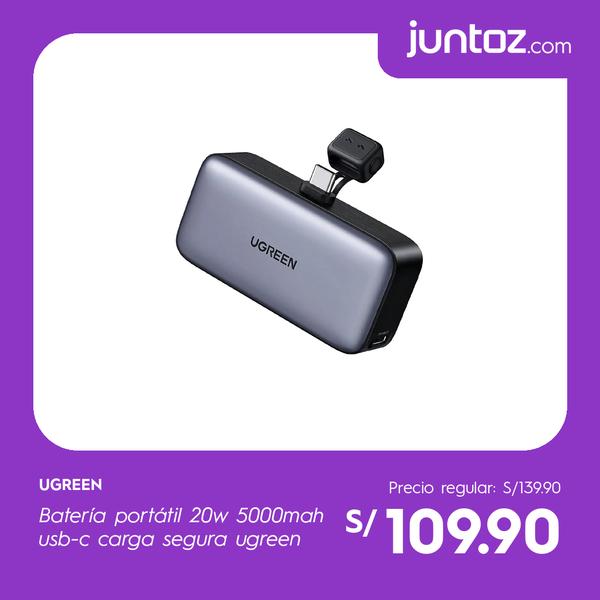 juntoz.com
UGREEN
UGREEN
Precio regular: S/139.90
Batería portátil 20w 5000mah
usb-c carga segura ugreen
S/109.90